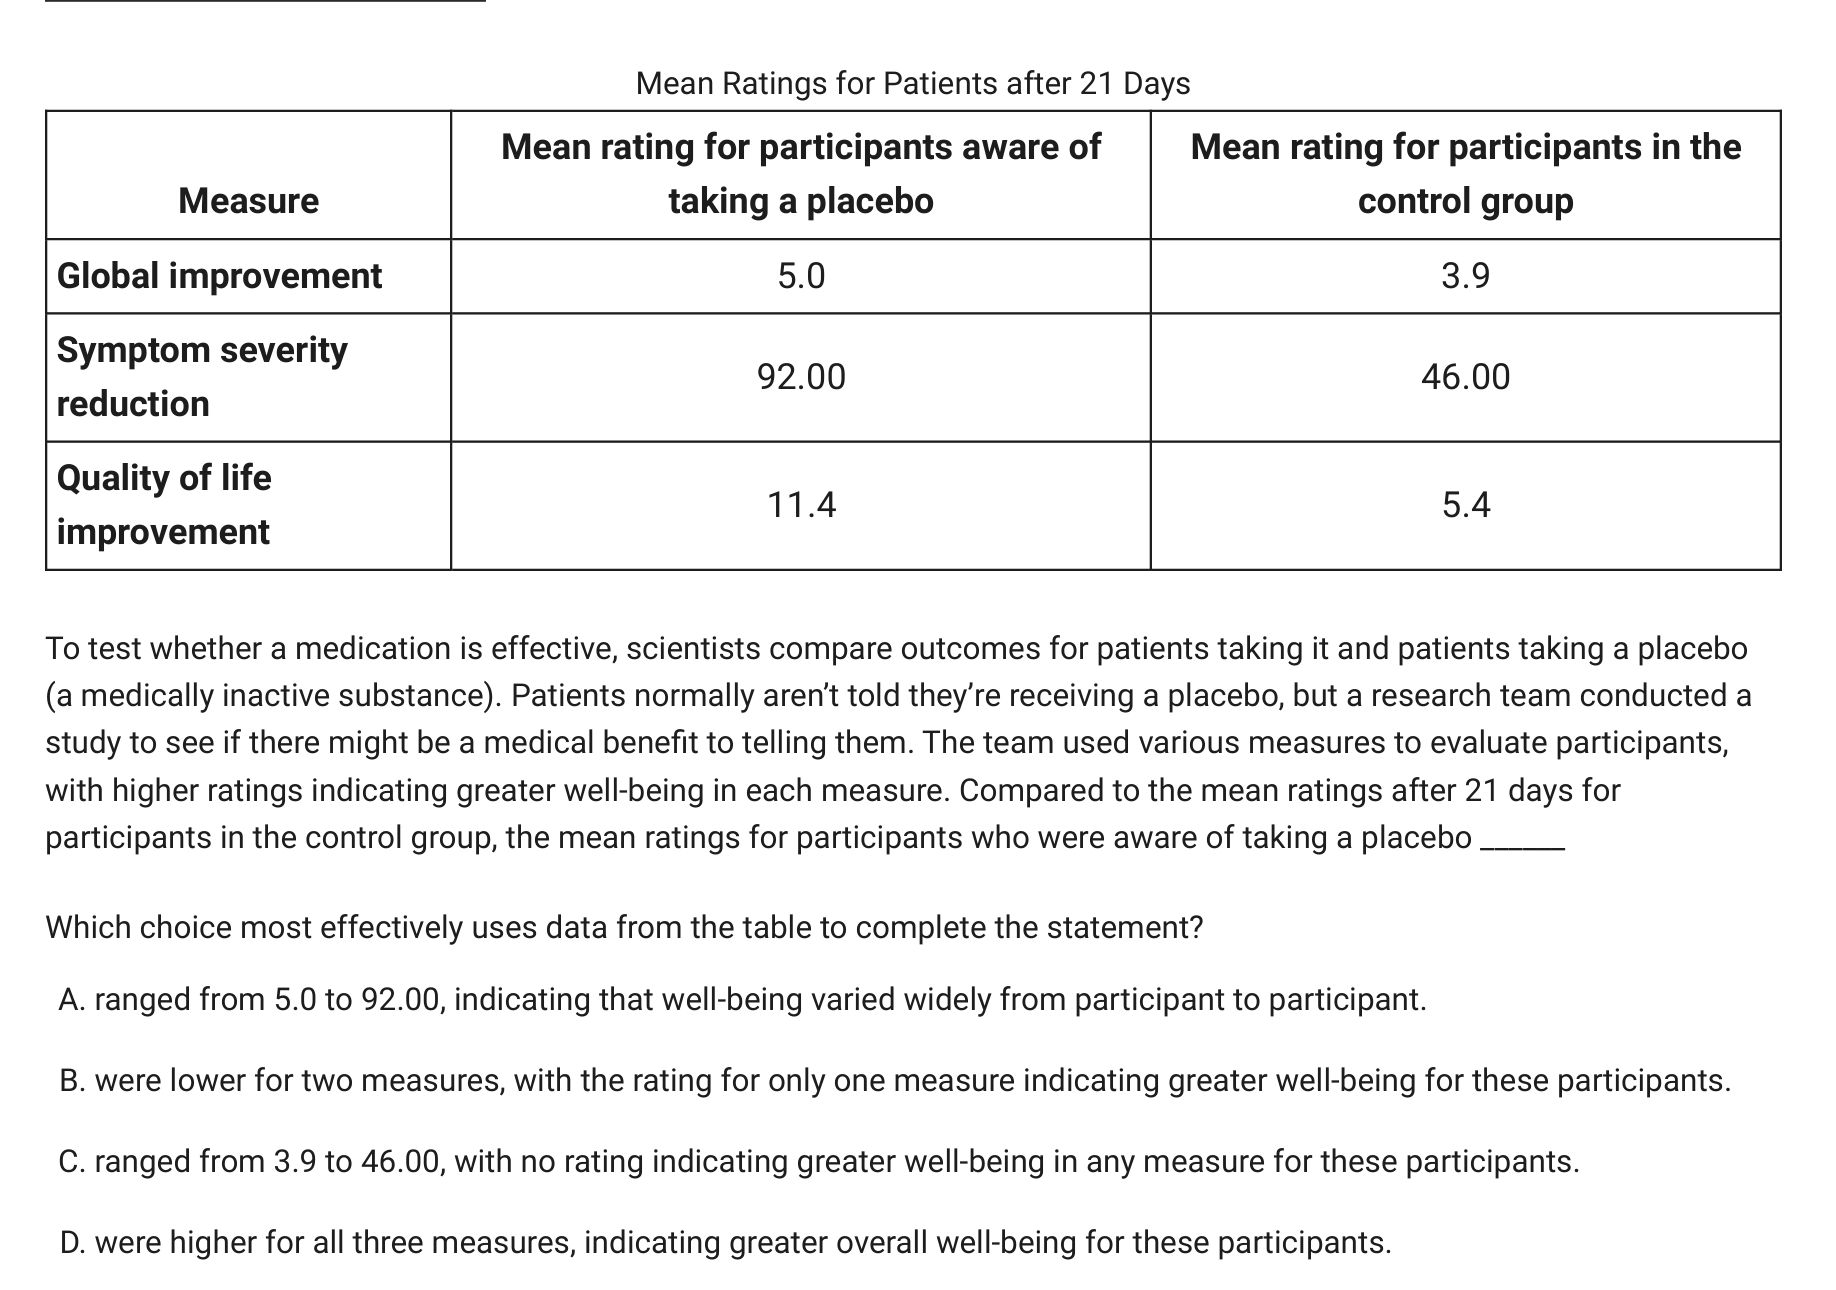 Mean Ratings for Patients after 21 Days
Mean rating for participants aware of Mean rating for participants in the
Measure taking a placebo control group
Global improvement 5.0 3.9
Symptom severity
reduction 92.00 46.00
Quality of life
improvement 11.4 5.4
To test whether a medication is effective, scientists compare outcomes for patients taking it and patients taking a placebo
(a medically inactive substance). Patients normally aren’t told they’re receiving a placebo, but a research team conducted a
study to see if there might be a medical benefit to telling them. The team used various measures to evaluate participants,
with higher ratings indicating greater well-being in each measure. Compared to the mean ratings after 21 days for
participants in the control group, the mean ratings for participants who were aware of taking a placebo ______
Which choice most effectively uses data from the table to complete the statement?
A. ranged from 5.0 to 92.00, indicating that well-being varied widely from participant to participant.
B. were lower for two measures, with the rating for only one measure indicating greater well-being for these participants.
C. ranged from 3.9 to 46.00, with no rating indicating greater well-being in any measure for these participants.
D. were higher for all three measures, indicating greater overall well-being for these participants.